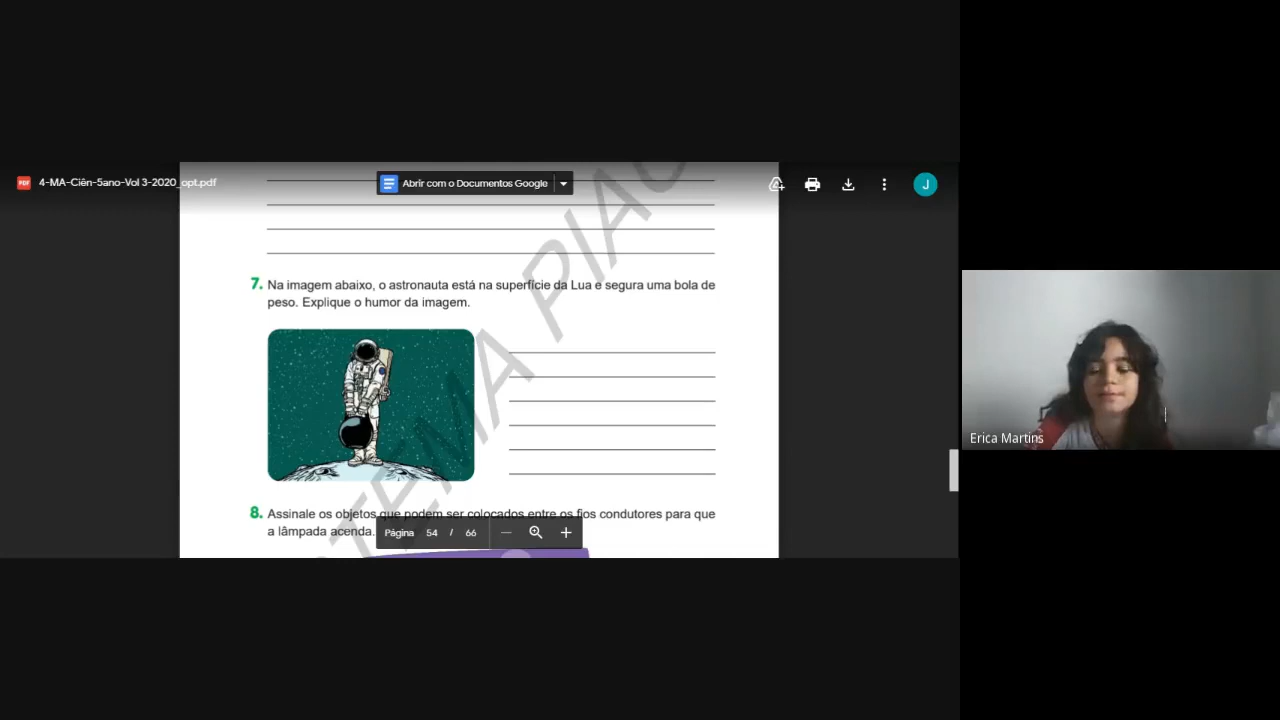 PDF
4-MA-Ciên-5ano-Vol 3-2020_opt.pdf
Abrir com o Documentos Google
J
7. Na imagem abaixo, o astronauta está na superfície da Lua e segura uma bola de
peso. Explique o humor da imagem.
8. Assinale os objetos que podem ser colocados entre os fios condutores para que
a lâmpada acenda.
Página 54 / 66
Erica Martins